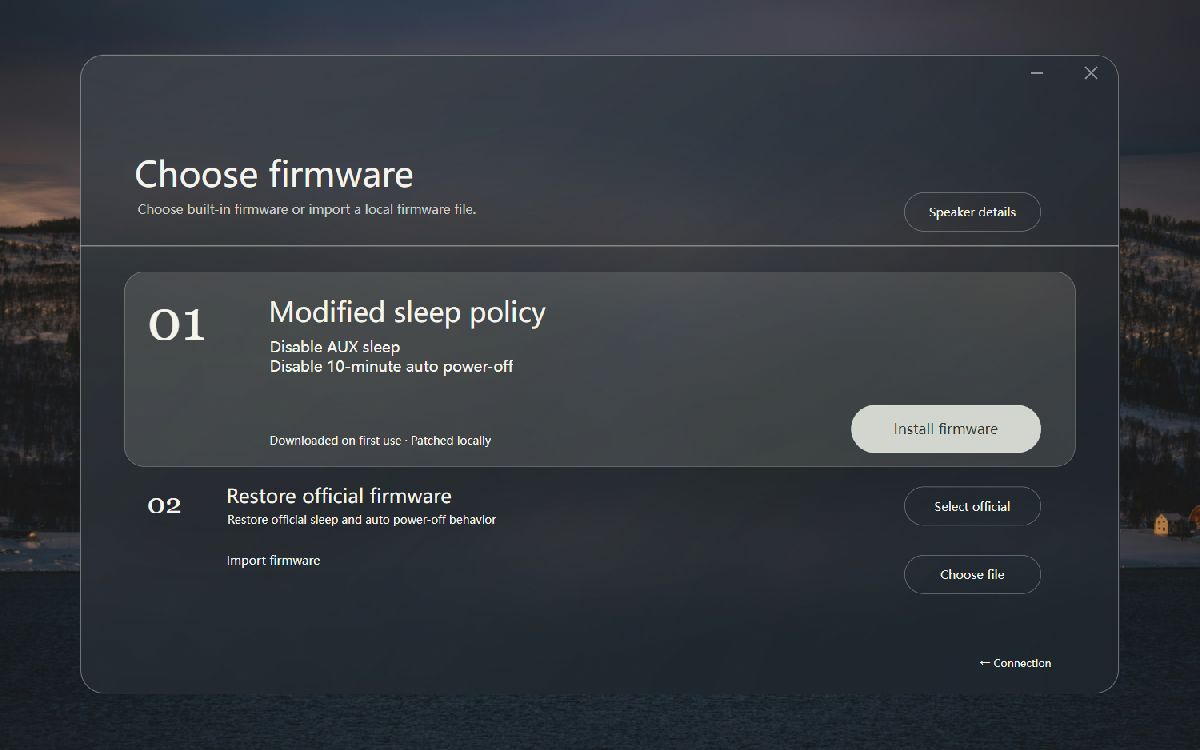 Choose firmware
Choose built-in firmware or import a local firmware file.
Speaker details
01
Modified sleep policy
Disable AUX sleep
Disable 10-minute auto power-off
Downloaded on first use · Patched locally
Install firmware
02
Restore official firmware
Restore official sleep and auto power-off behavior
Select official
Import firmware
Choose file
← Connection